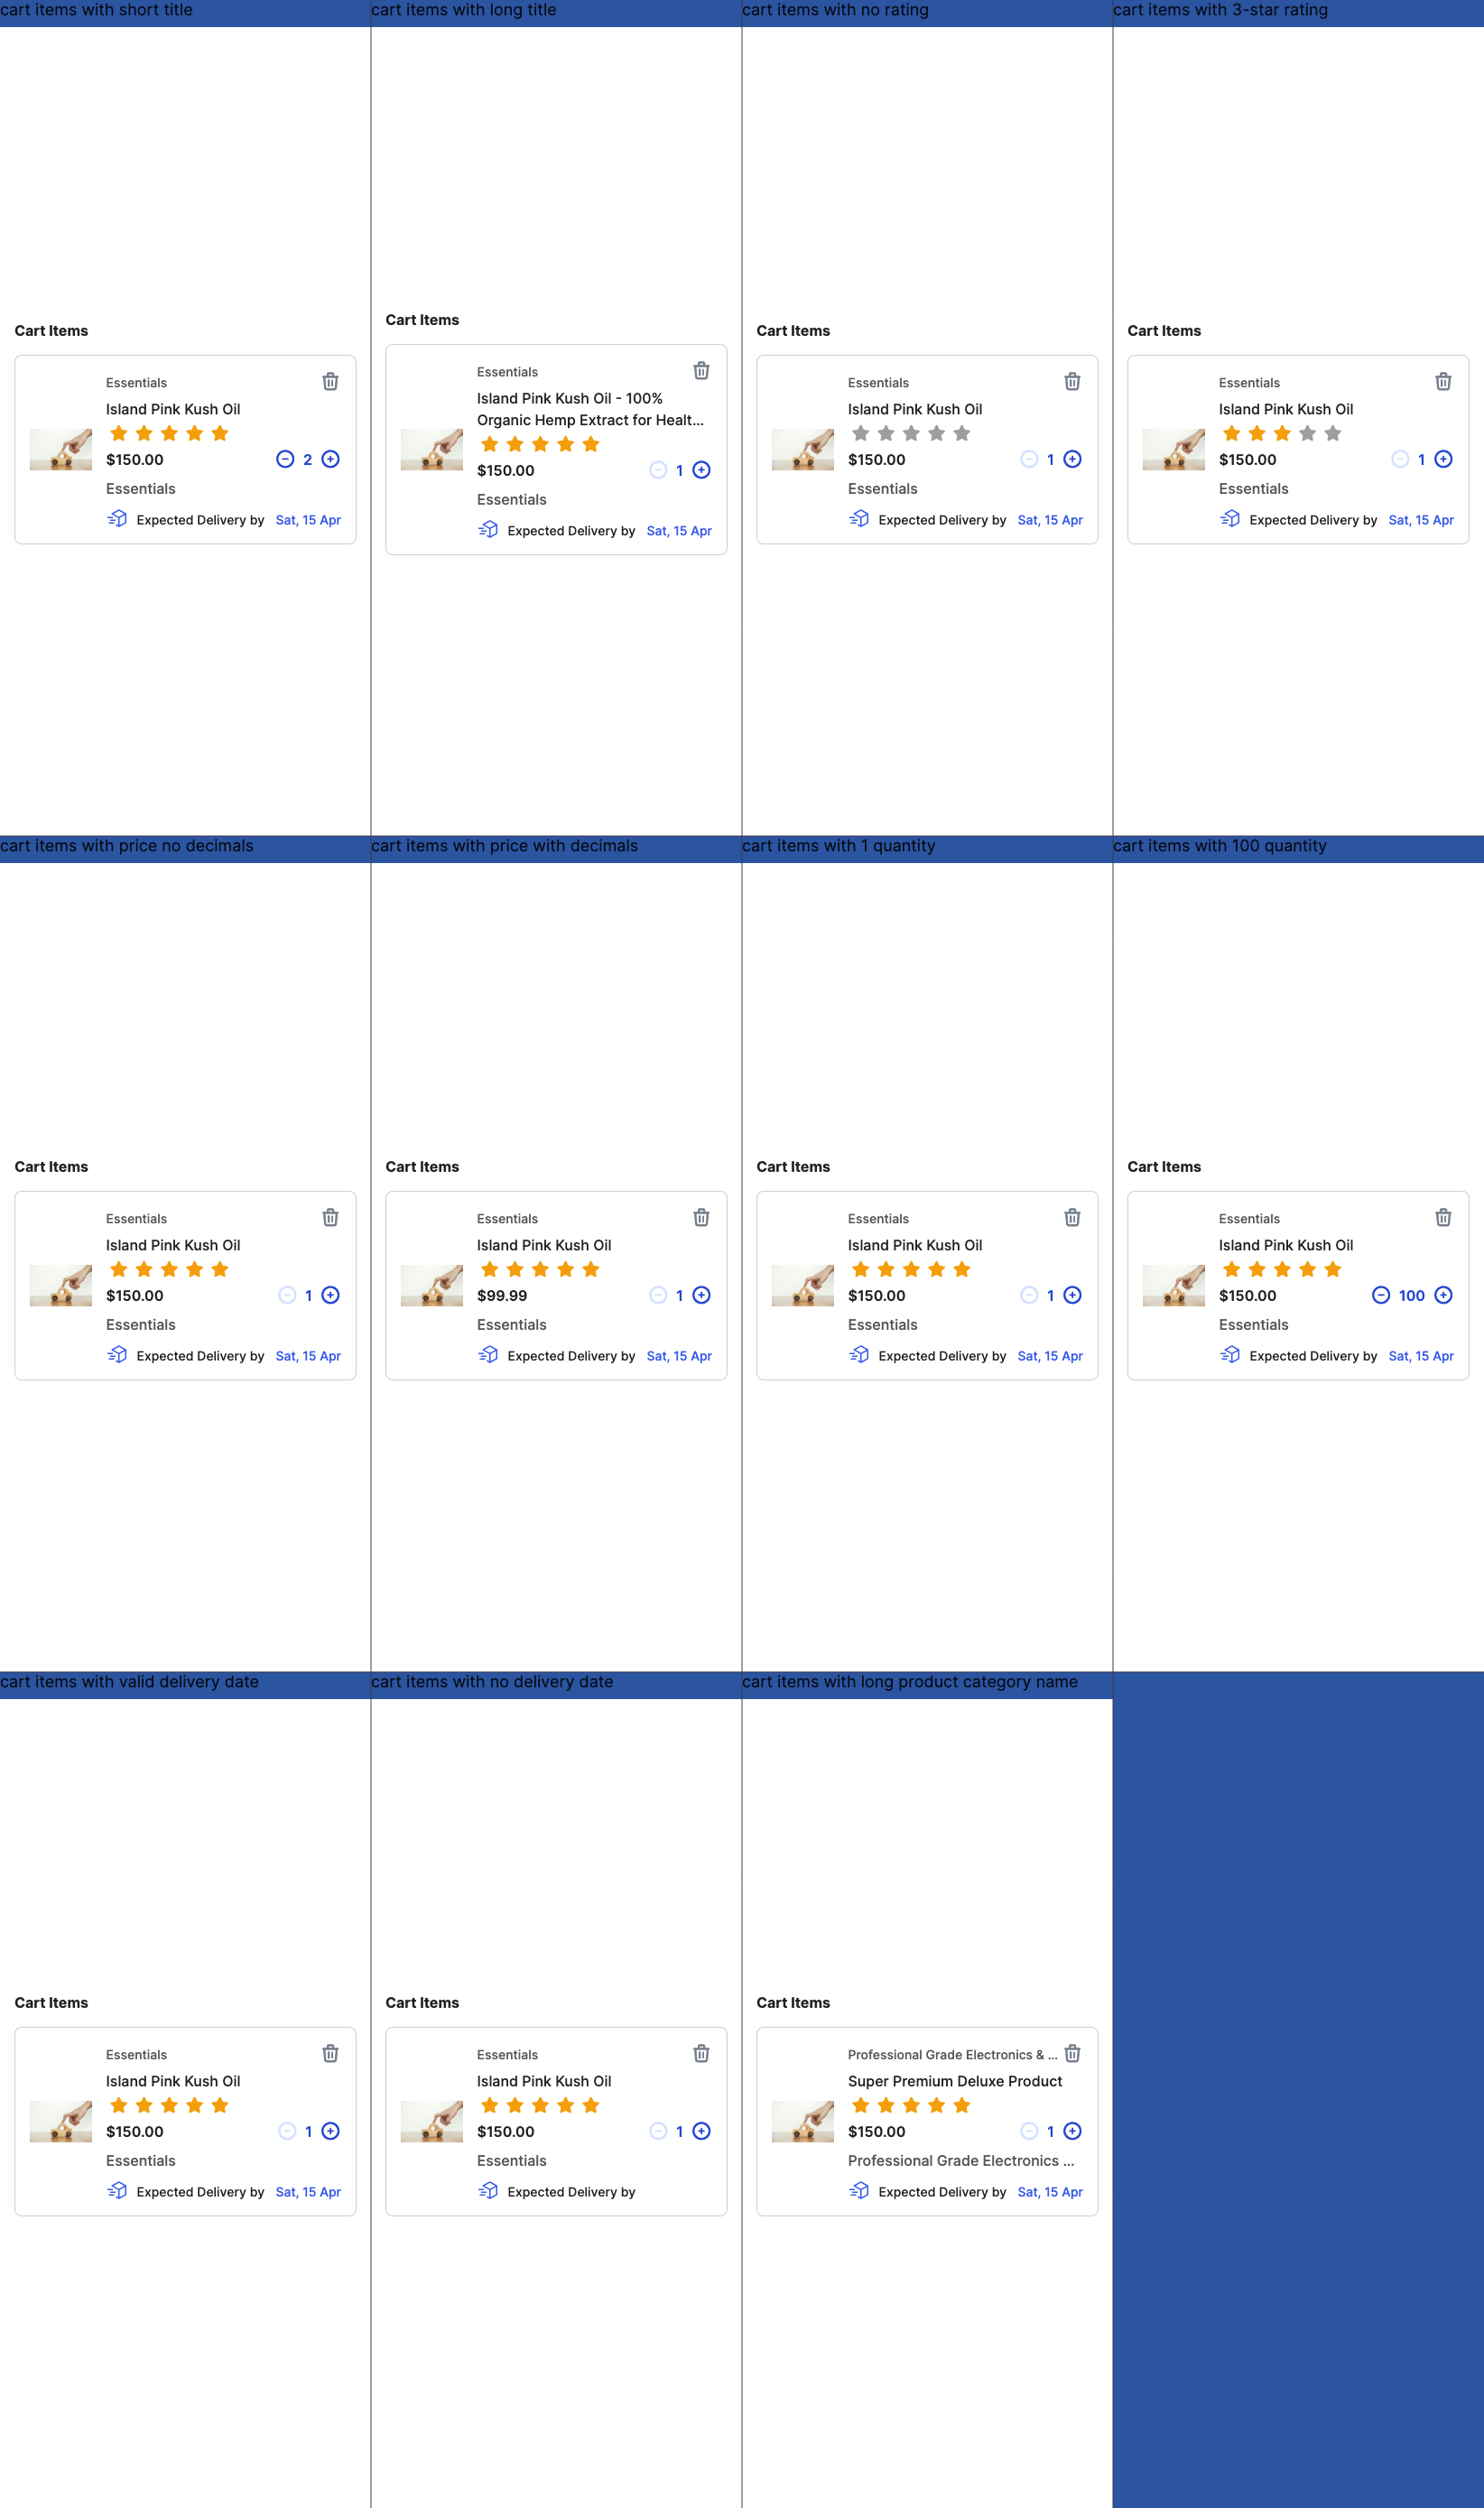 cart items with short title
cart items with long title
cart items with no rating
cart items with 3-star rating
Cart Items
Essentials
Island Pink Kush Oil
$150.00
2
Essentials
Expected Delivery by Sat, 15 Apr
Cart Items
Essentials
Island Pink Kush Oil - 100%
Organic Hemp Extract for Healt...
$150.00
1
Essentials
Expected Delivery by Sat, 15 Apr
Cart Items
Essentials
Island Pink Kush Oil
$150.00
1
Essentials
Expected Delivery by Sat, 15 Apr
Cart Items
Essentials
Island Pink Kush Oil
$150.00
1
Essentials
Expected Delivery by Sat, 15 Apr
cart items with price no decimals
cart items with price with decimals
cart items with 1 quantity
cart items with 100 quantity
Cart Items
Essentials
Island Pink Kush Oil
$150.00
1
Essentials
Expected Delivery by Sat, 15 Apr
Cart Items
Essentials
Island Pink Kush Oil
$99.99
1
Essentials
Expected Delivery by Sat, 15 Apr
Cart Items
Essentials
Island Pink Kush Oil
$150.00
1
Essentials
Expected Delivery by Sat, 15 Apr
Cart Items
Essentials
Island Pink Kush Oil
$150.00
100
Essentials
Expected Delivery by Sat, 15 Apr
cart items with valid delivery date
cart items with no delivery date
cart items with long product category name
Cart Items
Essentials
Island Pink Kush Oil
$150.00
1
Essentials
Expected Delivery by Sat, 15 Apr
Cart Items
Essentials
Island Pink Kush Oil
$150.00
1
Essentials
Expected Delivery by
Cart Items
Professional Grade Electronics & ...
Super Premium Deluxe Product
$150.00
1
Professional Grade Electronics ...
Expected Delivery by Sat, 15 Apr